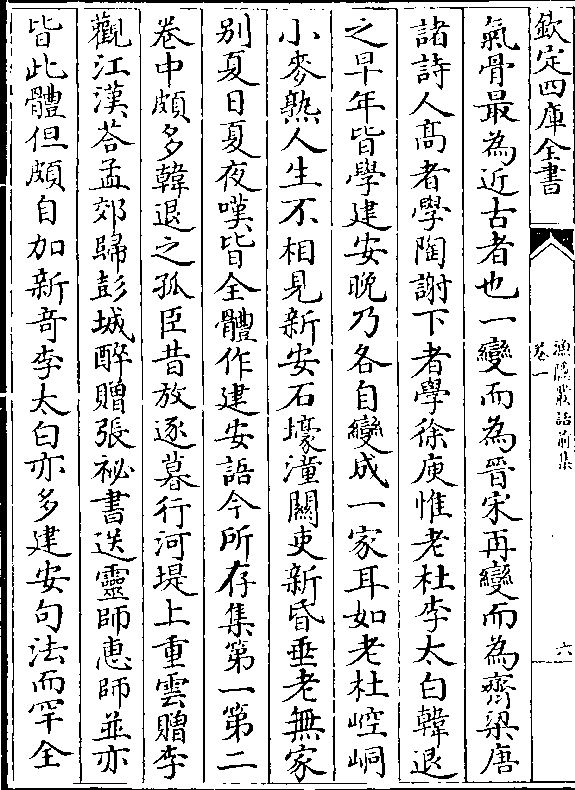 欽定四庫全書
漁隱叢話前集
卷一
六
氣骨最為近古者也一變而為晉宋再變而為齊梁唐
諸詩人髙者學陶謝下者學徐庾惟老杜李太白韓退
之早年皆學建安晚乃各自變成一家耳如老杜崆峒
小麥熟人生不相見新安石壕潼關吏新昏垂老無家
别夏日夏夜嘆皆全體作建安語今所存集第一第二
卷中頗多韓退之孤臣昔放逐暮行河堤上重雲贈李
觀江漢荅孟郊歸彭城醉贈張祕書送靈師惠師並亦
皆此體但頗自加新奇李太白亦多建安句法而罕全